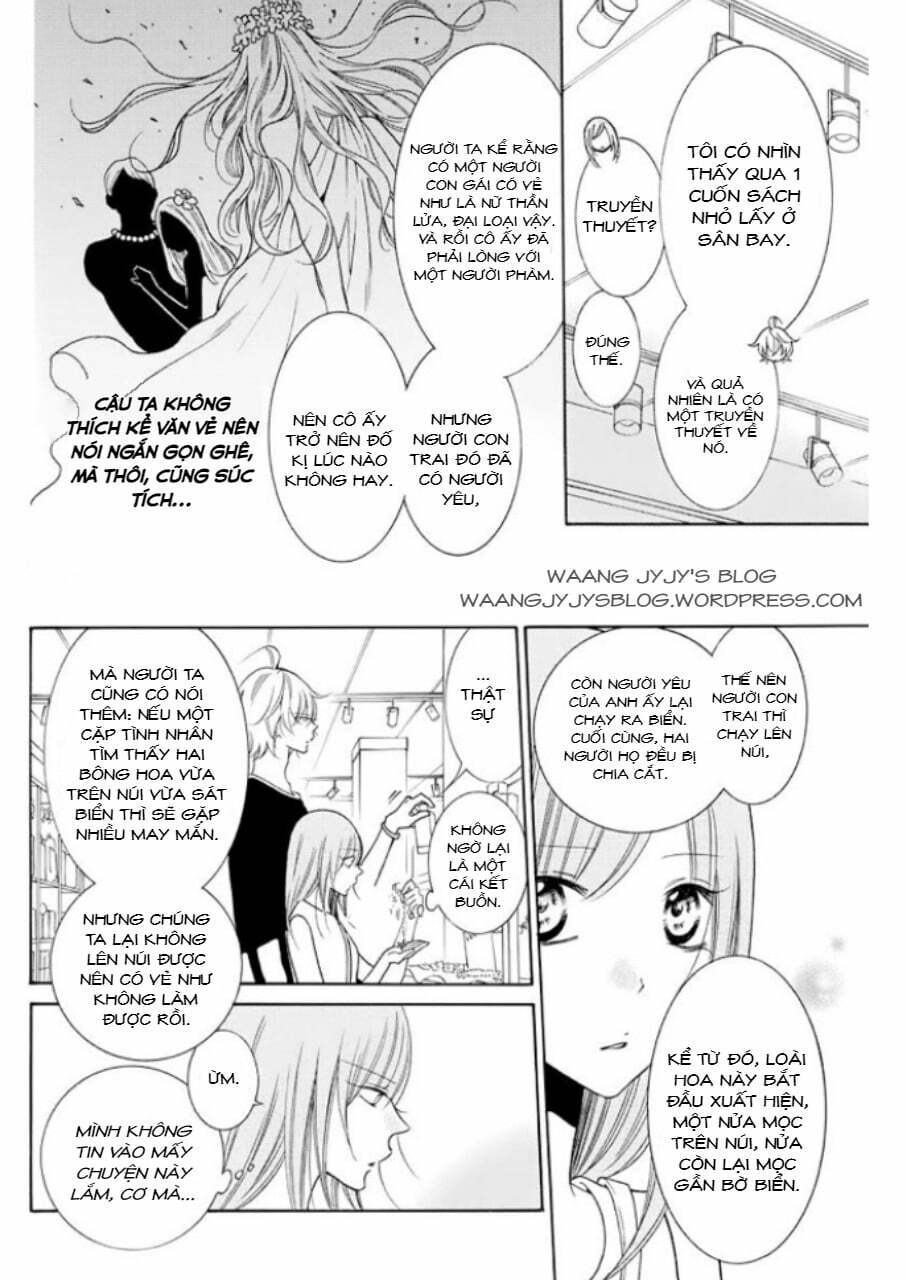 TÔI CÓ NHÌN
THẤY QUA 1
CUỐN SÁCH
NHỎ LẤY Ở
SÂN BAY.
TRUYỀN
THUYẾT?
VÀ QUẢ
NHIÊN LÀ CÓ
MỘT TRUYỀN
THUYẾT VỀ
NÓ.
ĐÚNG
THẾ.
NGƯỜI TA KỂ RẰNG
CÓ MỘT NGƯỜI
CON GÁI CÓ VẺ
NHƯ LÀ NỮ THẦN
LỬA, ĐẠI LOẠI VẬY.
VÀ RỒI CÔ ẤY ĐÃ
PHẢI LÒNG VỚI
MỘT NGƯỜI PHÀM.
NHƯNG
NGƯỜI CON
TRAI ĐÓ ĐÃ
CÓ NGƯỜI
YÊU,
NÊN CÔ ẤY
TRỞ NÊN ĐỐ
KỊ LÚC NÀO
KHÔNG HAY.
CẬU TA KHÔNG
THÍCH KỂ VĂN VẺ NÊN
NÓI NGẮN GỌN GHÊ,
MÀ THÔI, CŨNG SÚC
TÍCH...
WAANG JYJY'S BLOG
WAANGJYJYSBLOG.WORDPRESS.COM
THẾ NÊN
NGƯỜI CON
TRAI THÌ
CHẠY LÊN
NÚI,
CÒN NGƯỜI YÊU
CỦA ANH ẤY LẠI
CHẠY RA BIỂN.
CUỐI CÙNG, HAI
NGƯỜI HỌ ĐỀU BỊ
CHIA CẮT.
KỂ TỪ ĐÓ, LOÀI
HOA NÀY BẮT
ĐẦU XUẤT HIỆN,
MỘT NỬA MỌC
TRÊN NÚI, NỬA
CÒN LẠI MỌC
GẦN BỜ BIỂN.
...
THẬT
SỰ
KHÔNG
NGỜ LẠI
LÀ MỘT
CÁI KẾT
BUỒN.
MÀ NGƯỜI TA
CŨNG CÓ NÓI
THÊM: NẾU MỘT
CẶP TÌNH NHÂN
TÌM THẤY HAI
BÔNG HOA VỪA
TRÊN NÚI VỪA SÁT
BIỂN THÌ SẼ GẶP
NHIỀU MAY MẮN.
NHƯNG CHÚNG
TA LẠI KHÔNG
LÊN NÚI ĐƯỢC
NÊN CÓ VẺ NHƯ
KHÔNG LÀM
ĐƯỢC RỒI.
ỪM.
MÌNH KHÔNG
TIN VÀO MẤY
CHUYỆN NÀY
LẮM, CƠ MÀ...